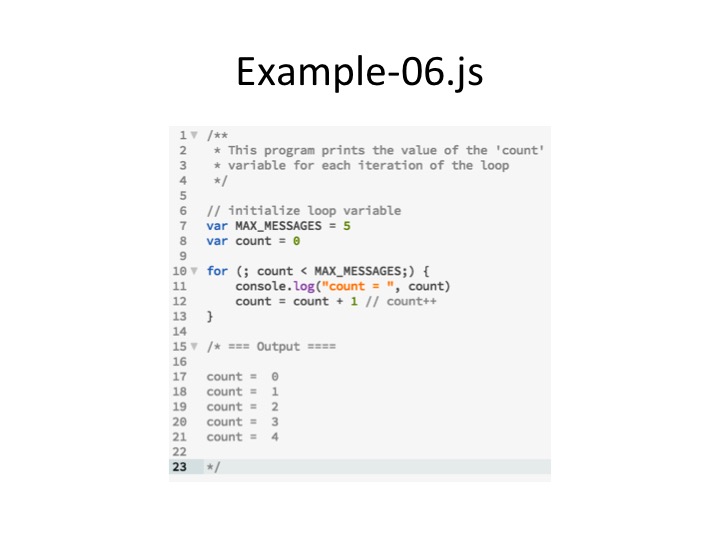 Example-06.js
1 /**
2  * This program prints the value of the 'count'
3  * variable for each iteration of the loop
4  */
5
6 // initialize loop variable
7 var MAX_MESSAGES = 5
8 var count = 0
9
10 for (; count < MAX_MESSAGES;) {
11     console.log("count = ", count)
12     count = count + 1 // count++
13 }
14
15 /* === Output ====
16
17 count =  0
18 count =  1
19 count =  2
20 count =  3
21 count =  4
22
23 */